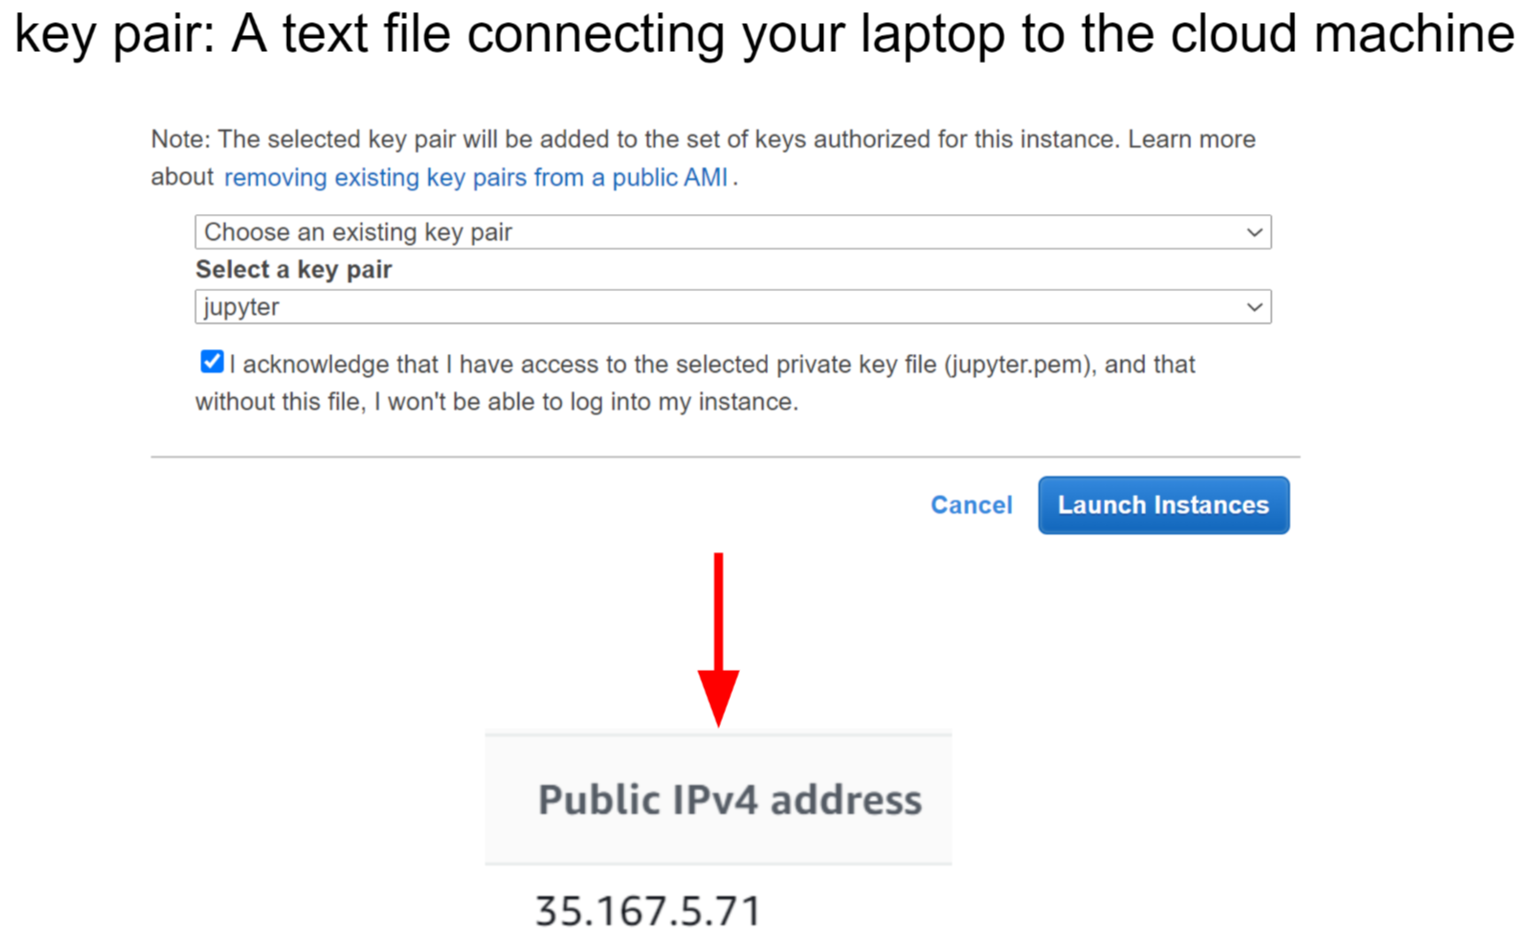 key pair: A text file connecting your laptop to the cloud machine
Note: The selected key pair will be added to the set of keys authorized for this instance. Learn more
about removing existing key pairs from a public AMI .
Choose an existing key pair
Select a key pair
jupyter
I acknowledge that I have access to the selected private key file (jupyter.pem), and that
without this file, I won't be able to log into my instance.
Cancel Launch Instances
Public IPv4 address
35.167.5.71